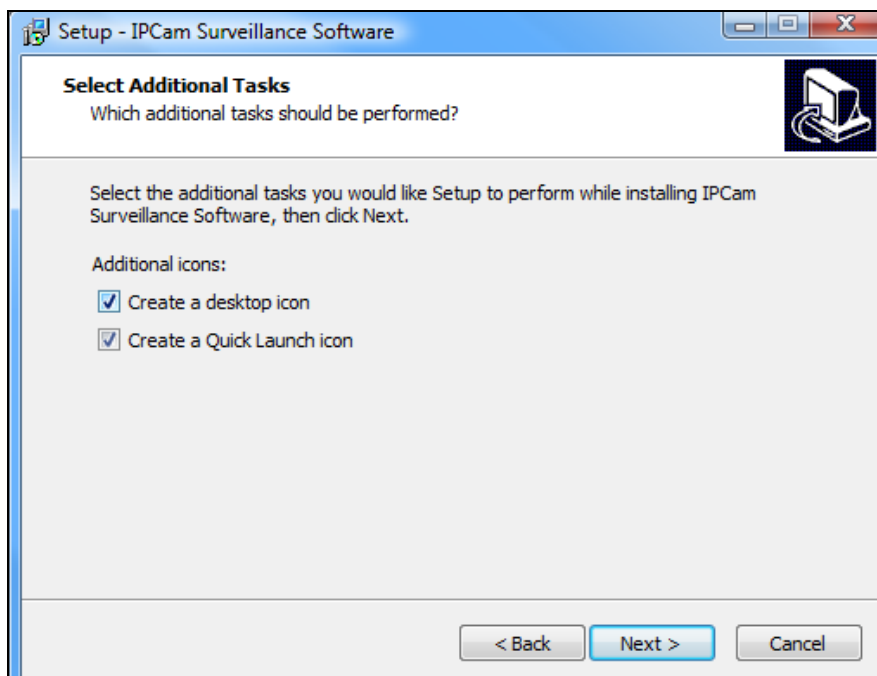 Setup - IPCam Surveillance Software
Select Additional Tasks
Which additional tasks should be performed?
Select the additional tasks you would like Setup to perform while installing IPCam
Surveillance Software, then click Next.
Additional icons:
Create a desktop icon
Create a Quick Launch icon
< Back
Next >
Cancel